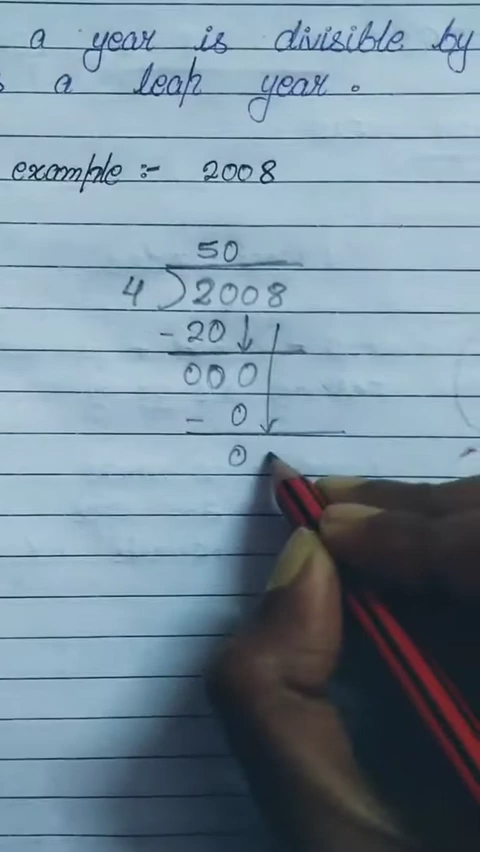 a year is divisible by
a leap year.
example :- 2008
50
4 ) 2008
- 20
000
- 0
0